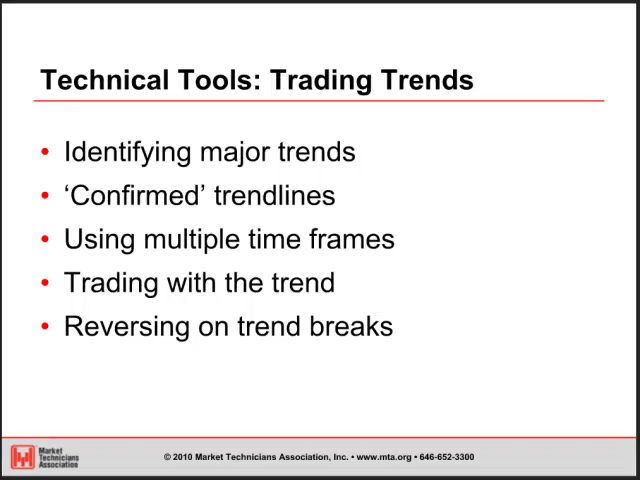 Technical Tools: Trading Trends
• Identifying major trends
• ‘Confirmed’ trendlines
• Using multiple time frames
• Trading with the trend
• Reversing on trend breaks
Market
Technicians
Association
© 2010 Market Technicians Association, Inc. • www.mta.org • 646-652-3300